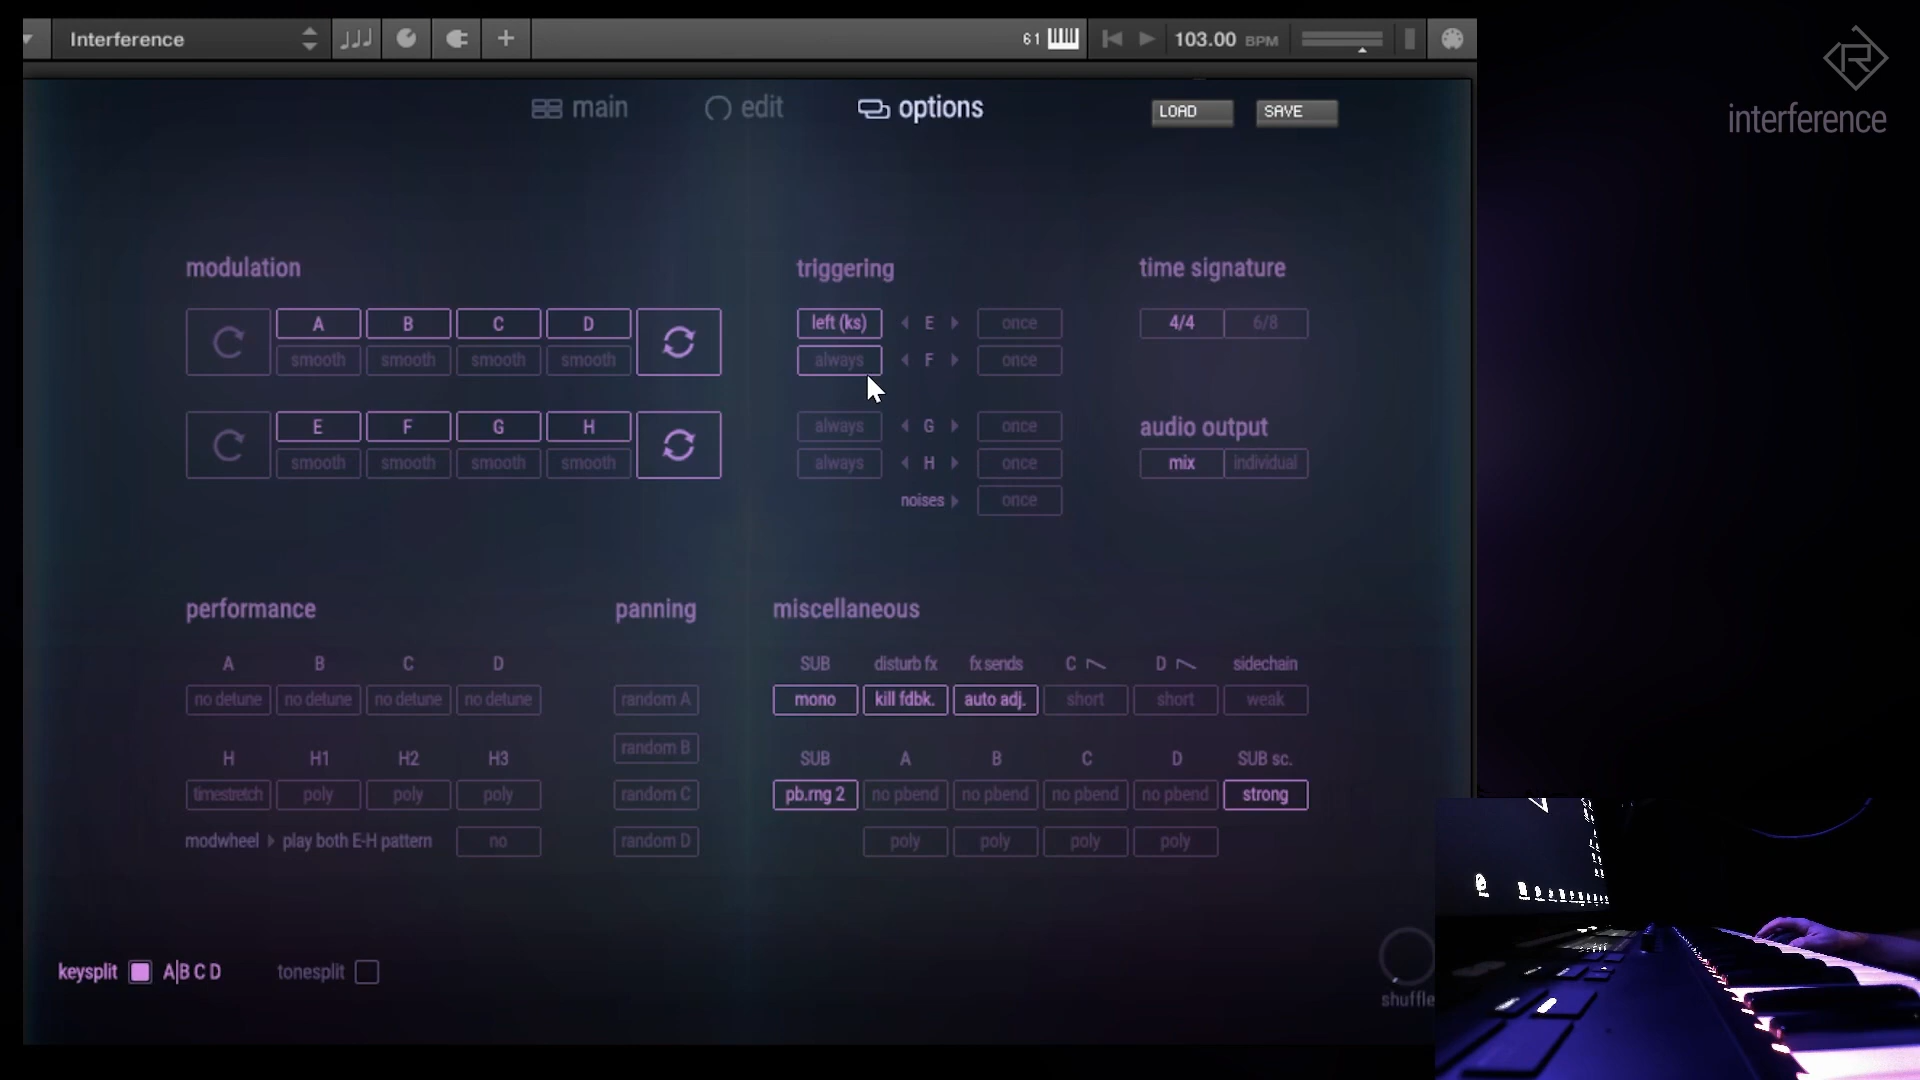 Interference
61
103.00 BPM
interference
main
edit
options
LOAD
SAVE
modulation
A B C D
smooth smooth smooth smooth
E F G H
smooth smooth smooth smooth
triggering
left (ks) E once
always F once
always G once
always H once
noises once
time signature
4/4 6/8
audio output
mix individual
performance
A B C D
no detune no detune no detune no detune
H H1 H2 H3
timestretch poly poly poly
modwheel play both E-H pattern no
panning
random A
random B
random C
random D
miscellaneous
SUB disturb fx fx sends C D sidechain
mono kill fdbk. auto adj. short short weak
SUB A B C D SUB sc.
pb.rng 2 no pbend no pbend no pbend no pbend strong
poly poly poly poly
keysplit A|B C D tonesplit
shuffle